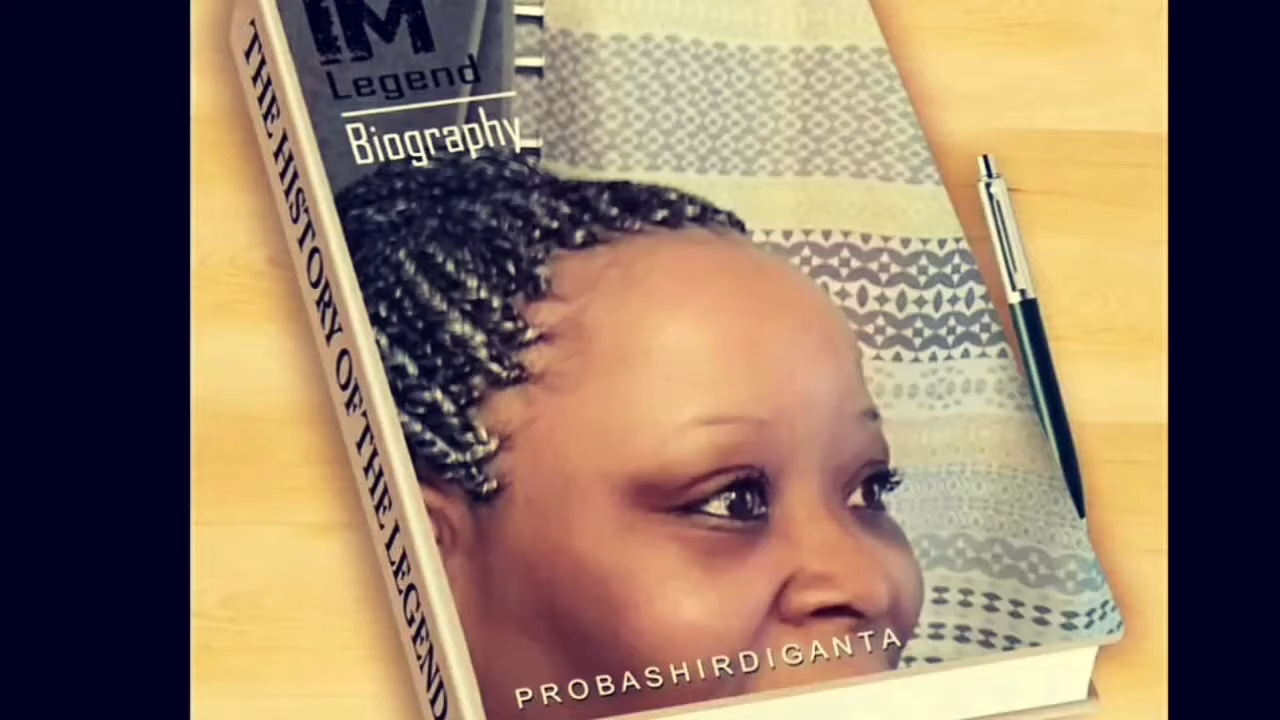 IM
Legend
Biography
THE HISTORY OF THE LEGEND
PROBASHIRDIGANTA